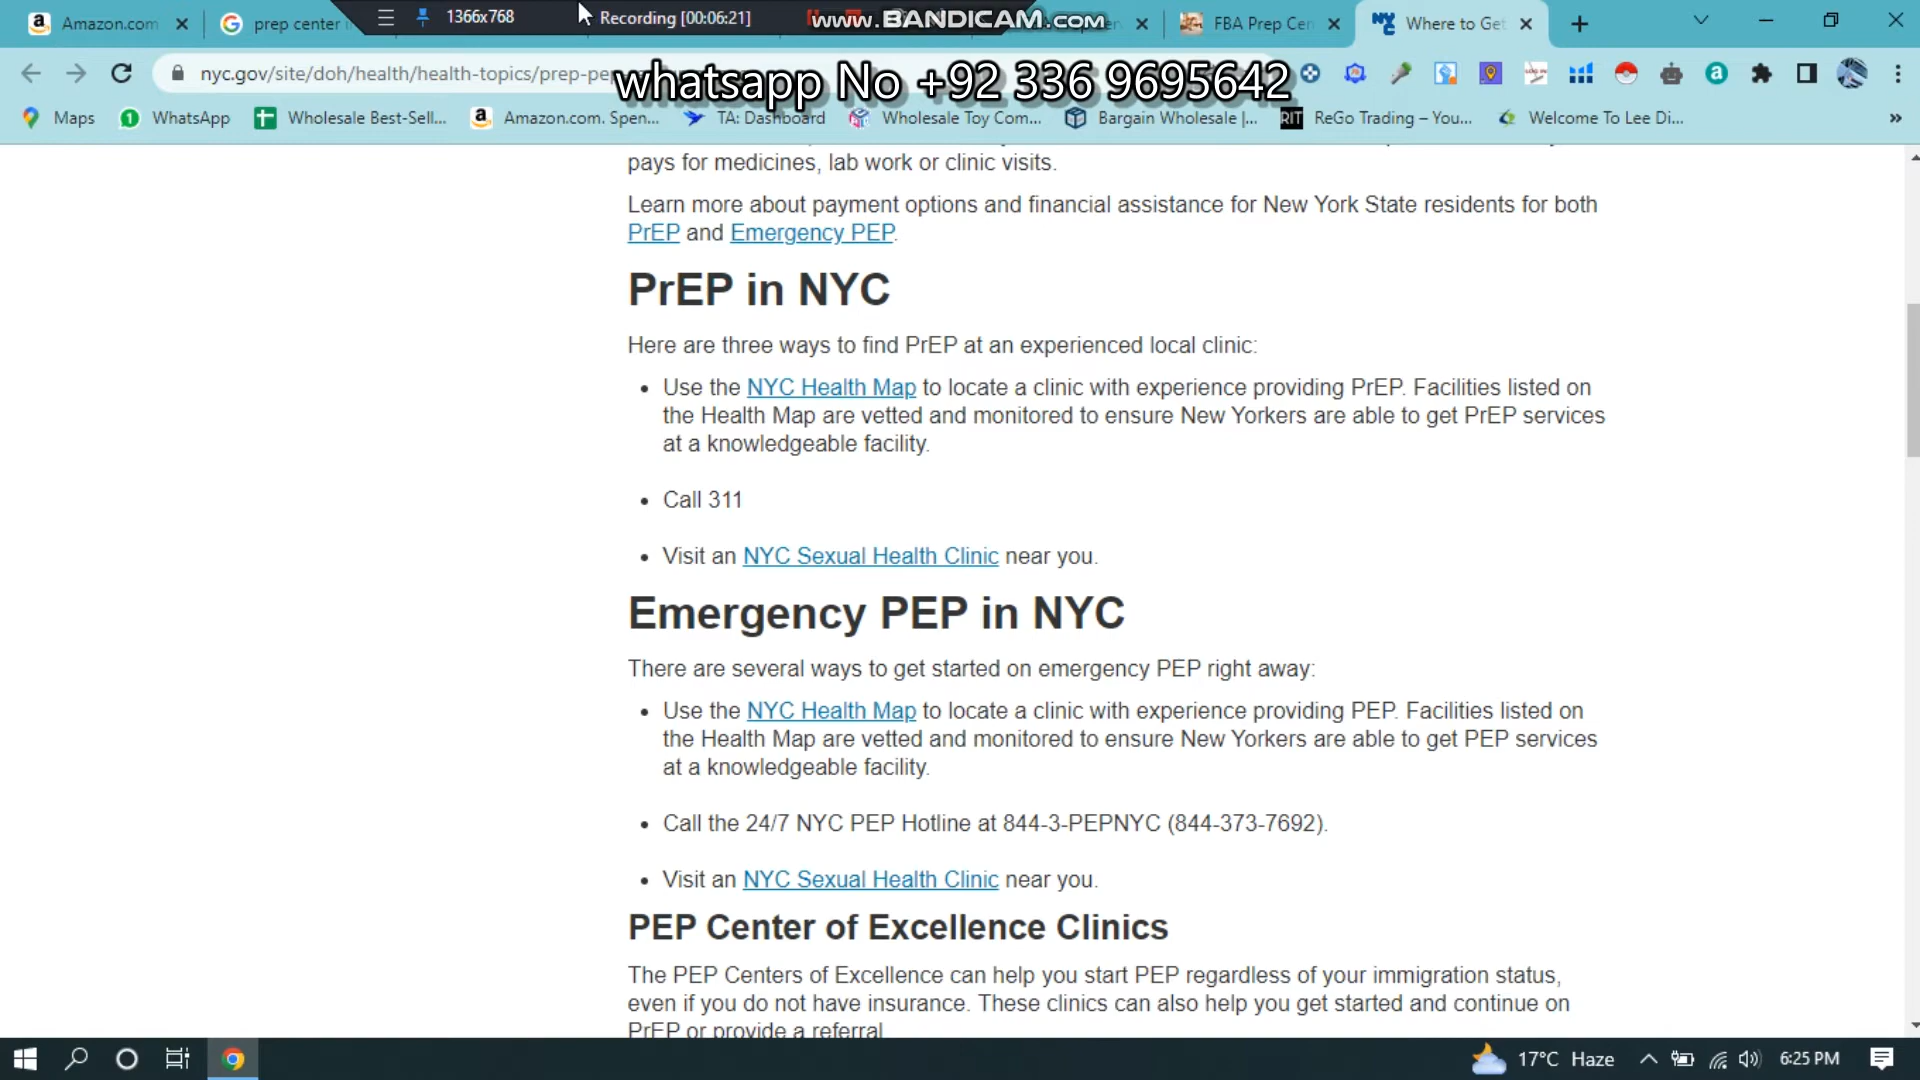 Amazon.com
prep center
1366x768
Recording [00:06:21]
www.BANDICAM.com
FBA Prep Cen
Where to Get
nyc.gov/site/doh/health/health-topics/prep-pe
whatsapp No +92 336 9695642
Maps
WhatsApp
Wholesale Best-Sell...
Amazon.com. Spen...
TA: Dashboard
Wholesale Toy Com...
Bargain Wholesale |...
RIT
ReGo Trading – You...
Welcome To Lee Di...
pays for medicines, lab work or clinic visits.
Learn more about payment options and financial assistance for New York State residents for both
PrEP and Emergency PEP.
PrEP in NYC
Here are three ways to find PrEP at an experienced local clinic:
• Use the NYC Health Map to locate a clinic with experience providing PrEP. Facilities listed on
the Health Map are vetted and monitored to ensure New Yorkers are able to get PrEP services
at a knowledgeable facility.
• Call 311
• Visit an NYC Sexual Health Clinic near you.
Emergency PEP in NYC
There are several ways to get started on emergency PEP right away:
• Use the NYC Health Map to locate a clinic with experience providing PEP. Facilities listed on
the Health Map are vetted and monitored to ensure New Yorkers are able to get PEP services
at a knowledgeable facility.
• Call the 24/7 NYC PEP Hotline at 844-3-PEPNYC (844-373-7692).
• Visit an NYC Sexual Health Clinic near you.
PEP Center of Excellence Clinics
The PEP Centers of Excellence can help you start PEP regardless of your immigration status,
even if you do not have insurance. These clinics can also help you get started and continue on
PrEP or provide a referral
17°C Haze
6:25 PM